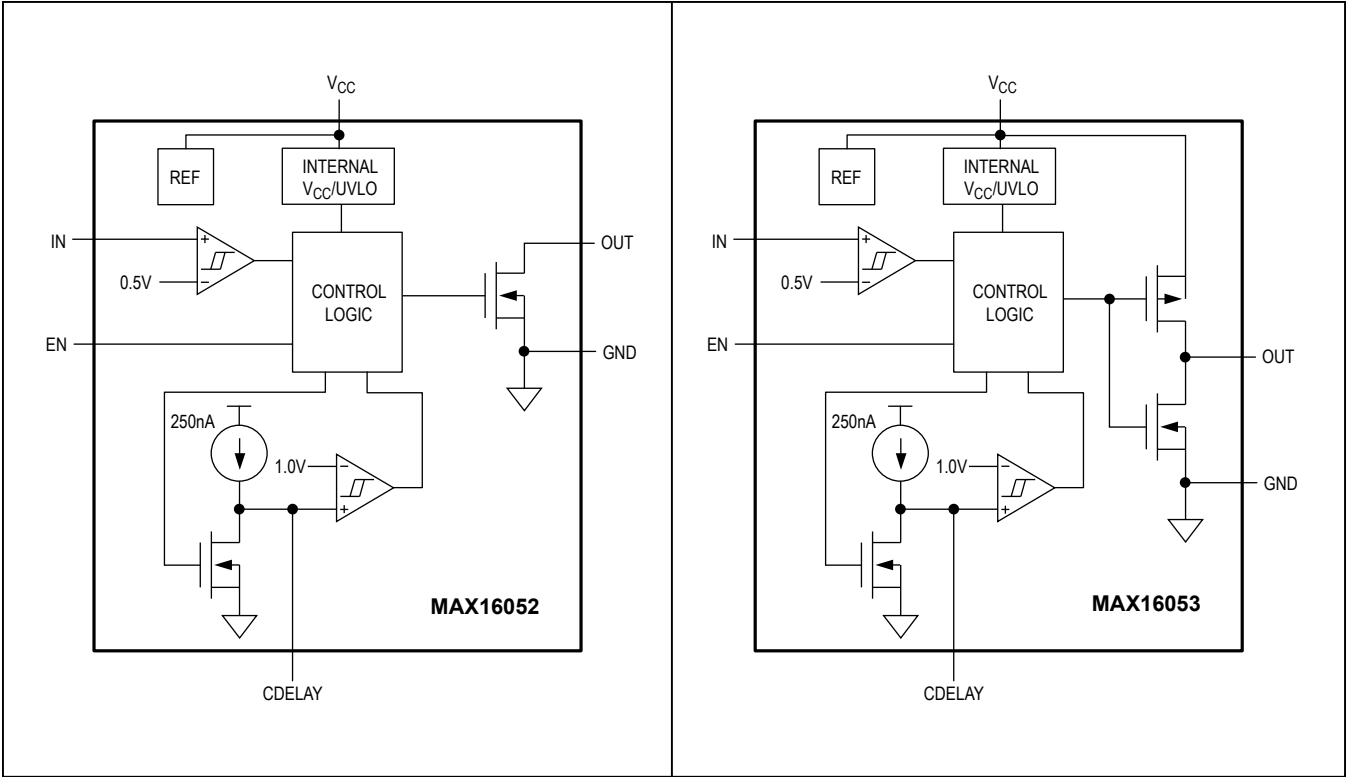 VCC
REF
INTERNAL
VCC/UVLO
IN
0.5V
+
−
CONTROL
LOGIC
OUT
EN
GND
250nA
1.0V
−
+
MAX16052
CDELAY
VCC
REF
INTERNAL
VCC/UVLO
IN
0.5V
+
−
CONTROL
LOGIC
EN
OUT
250nA
1.0V
−
+
GND
MAX16053
CDELAY